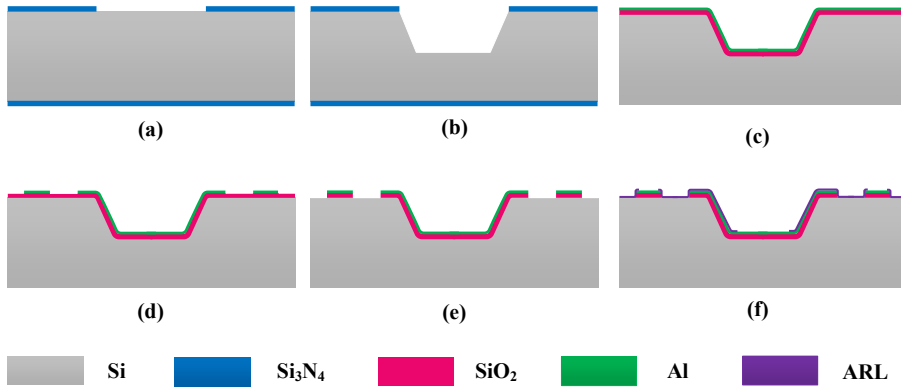 (a) (b) (c)
(d) (e) (f)
Si Si₃N₄ SiO₂ Al ARL